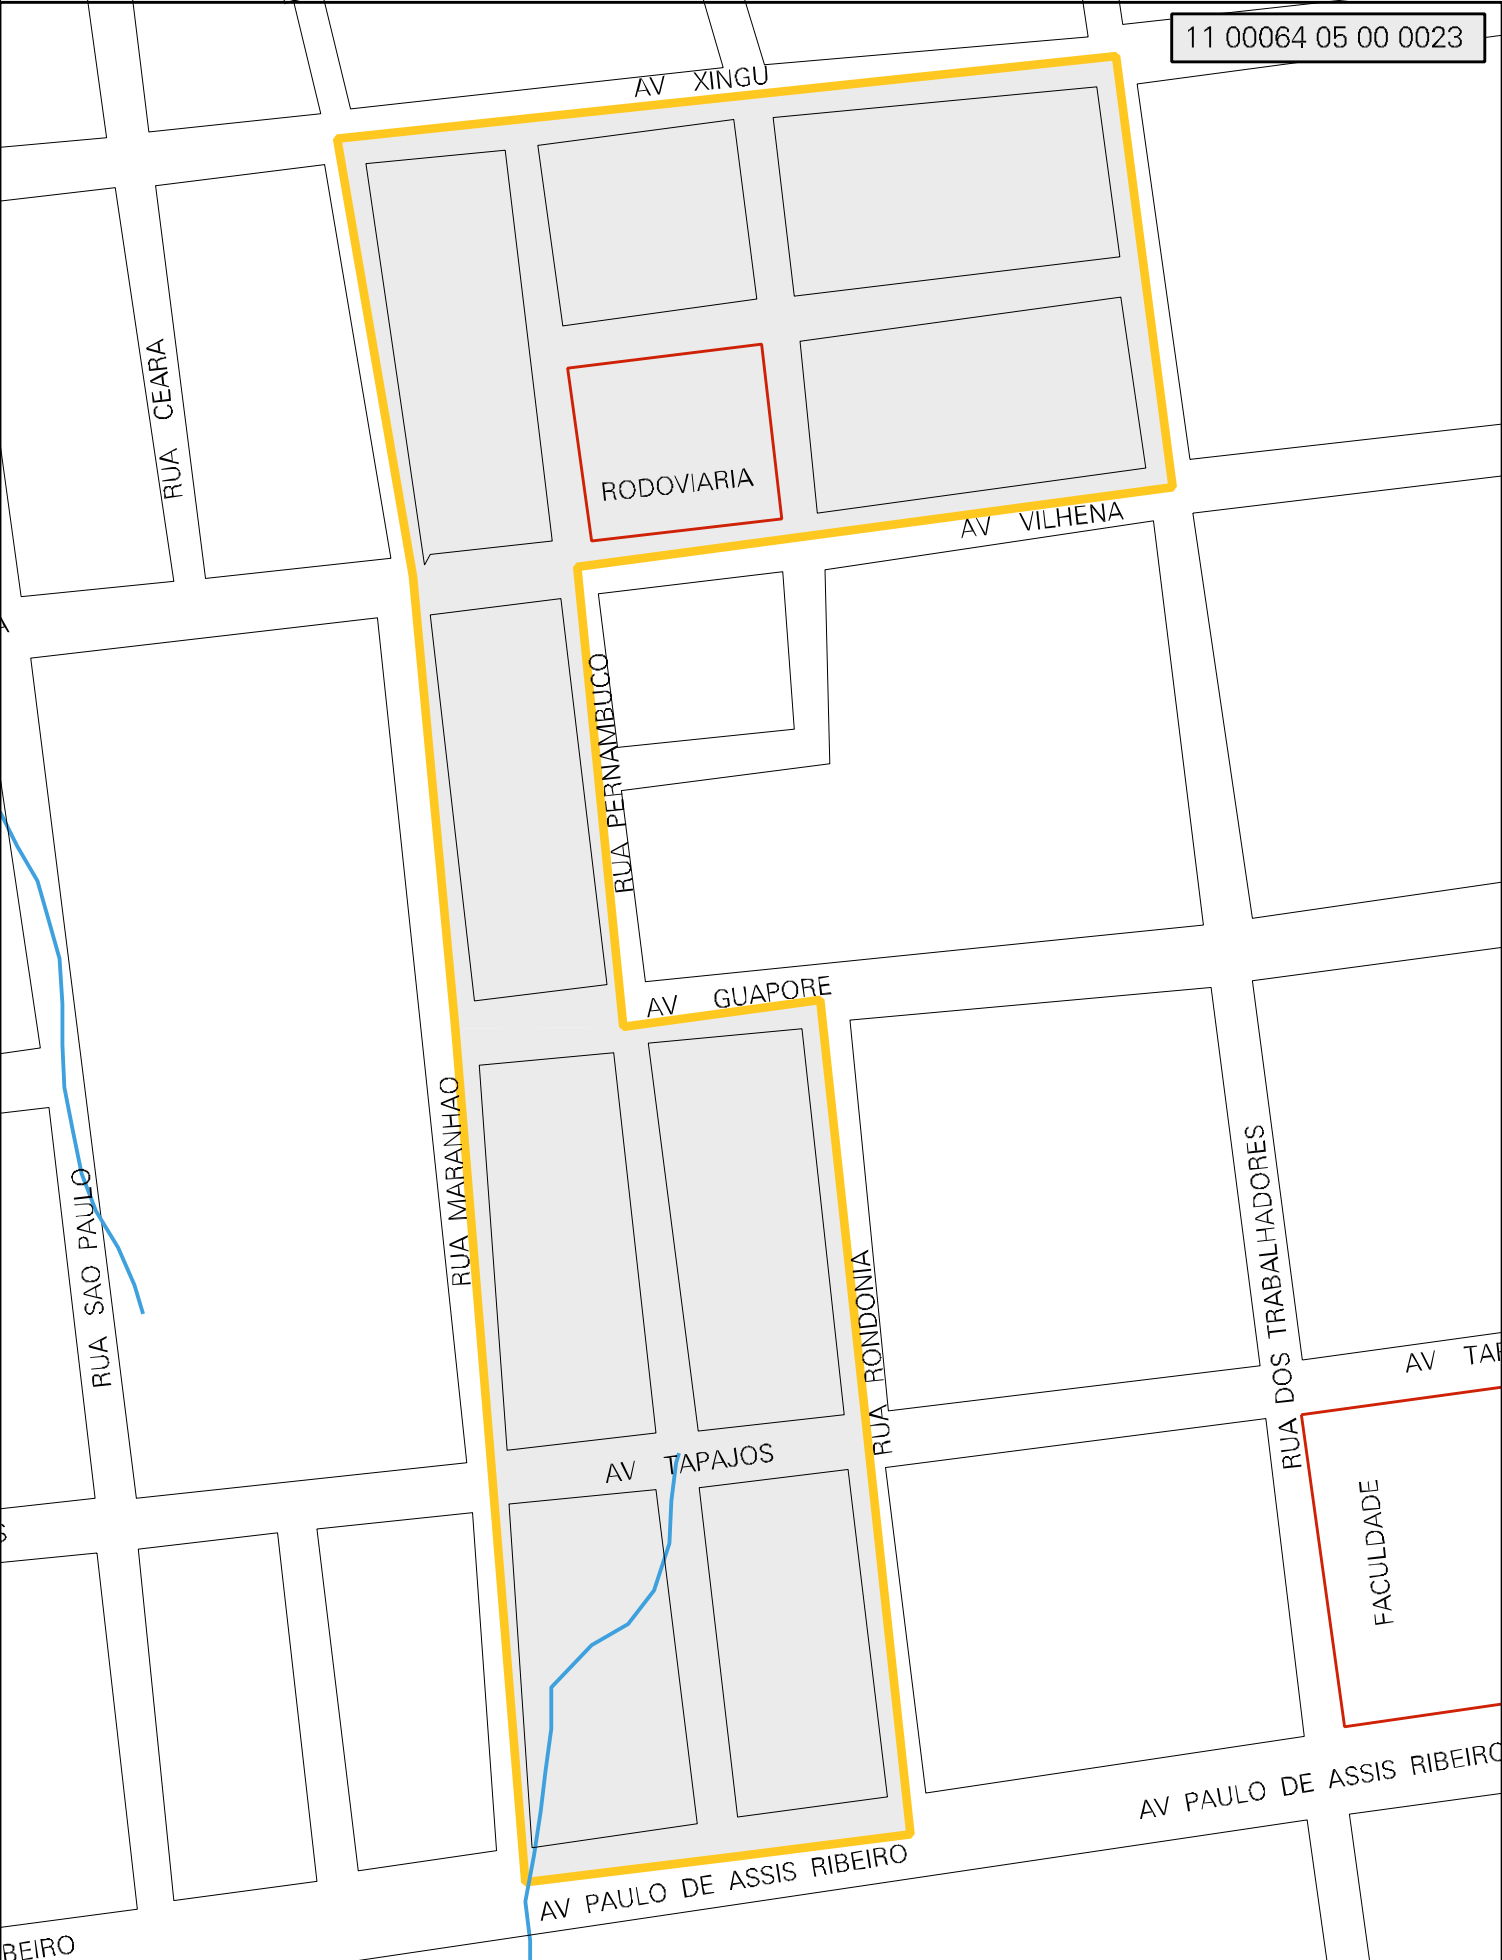 11 00064 05 00 0023
AV XINGU
RUA CEARA
RODOVIARIA
AV VILHENA
RUA PERNAMBUCO
AV GUAPORE
RUA MARANHAO
RUA DOS TRABALHADORES
RUA SAO PAULO
RUA RONDONIA
AV TAP
AV TAPAJOS
FACULDADE
AV PAULO DE ASSIS RIBEIRO
AV PAULO DE ASSIS RIBEIRO
BEIRO